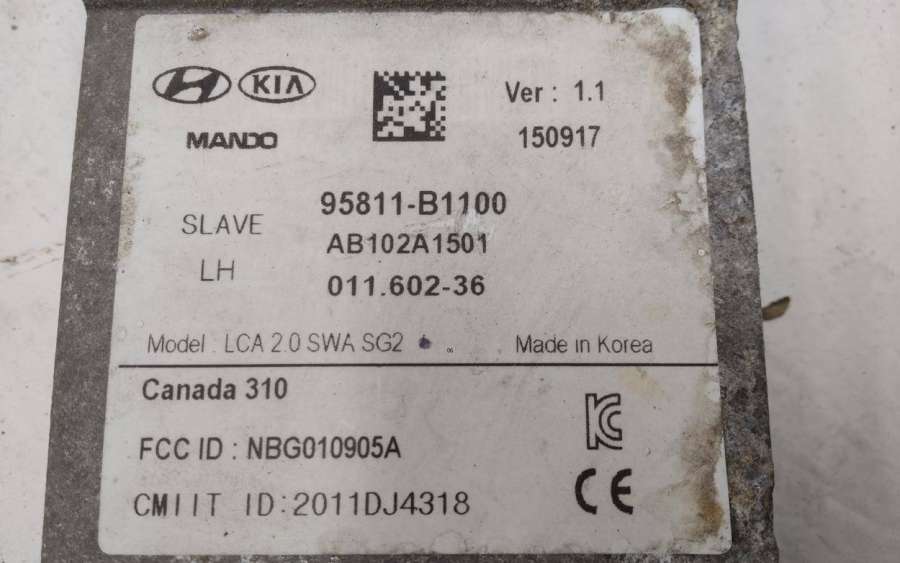 KIA
MANDO
Ver : 1.1
150917
SLAVE
LH
95811-B1100
AB102A1501
011.602-36
Model : LCA 2.0 SWA SG2
Made in Korea
Canada 310
FCC ID : NBG010905A
CMIIT ID:2011DJ4318
CE